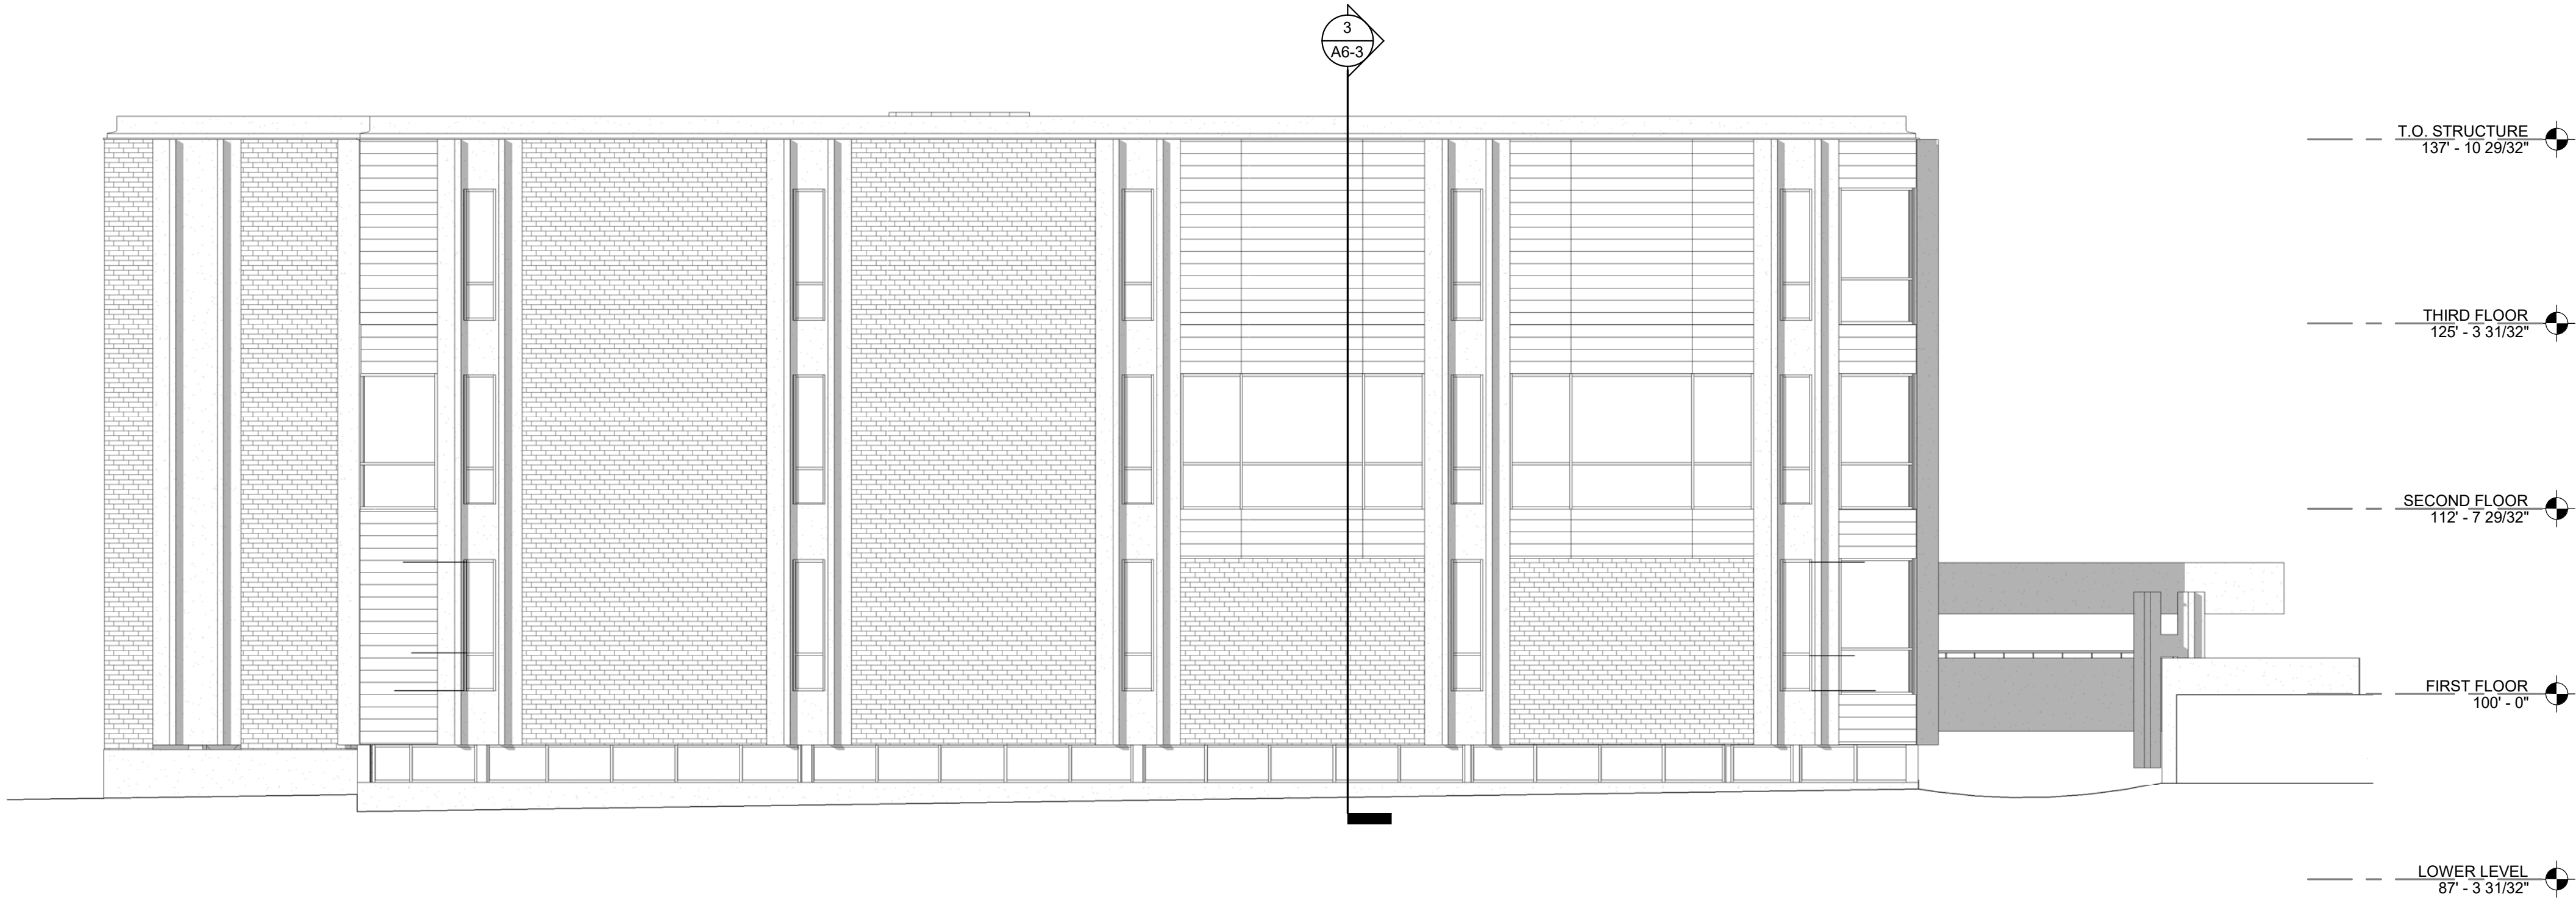 3
A6-3
T.O. STRUCTURE
137' - 10 29/32"
THIRD FLOOR
125' - 3 31/32"
SECOND FLOOR
112' - 7 29/32"
FIRST FLOOR
100' - 0"
LOWER LEVEL
87' - 3 31/32"